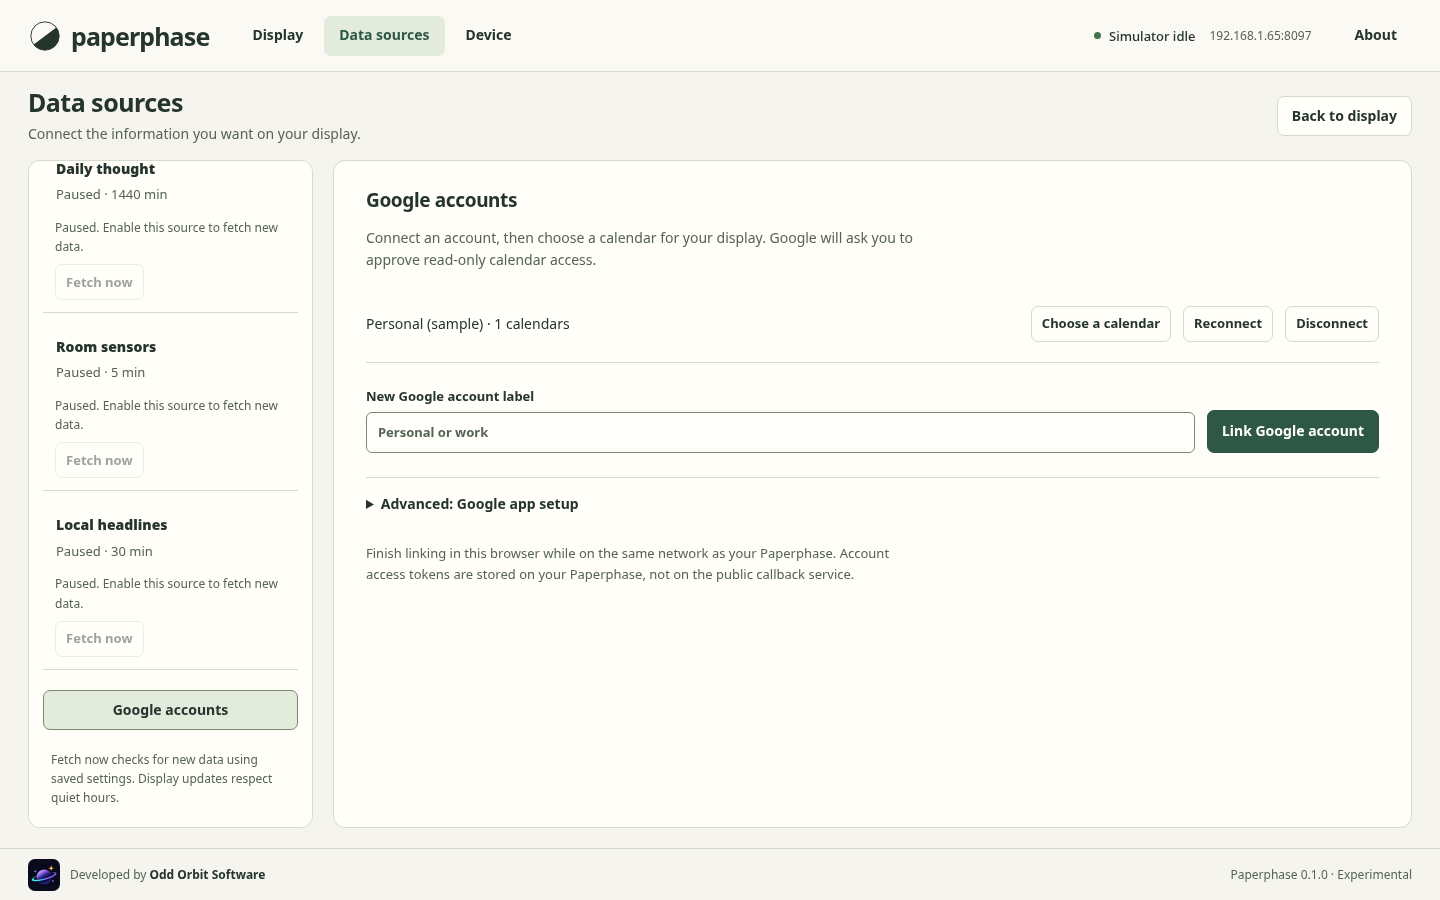 paperphase
Display
Data sources
Device
Simulator idle
192.168.1.65:8097
About
Data sources
Connect the information you want on your display.
Back to display
Daily thought
Paused · 1440 min
Paused. Enable this source to fetch new
data.
Fetch now
Room sensors
Paused · 5 min
Paused. Enable this source to fetch new
data.
Fetch now
Local headlines
Paused · 30 min
Paused. Enable this source to fetch new
data.
Fetch now
Google accounts
Fetch now checks for new data using
saved settings. Display updates respect
quiet hours.
Google accounts
Connect an account, then choose a calendar for your display. Google will ask you to
approve read-only calendar access.
Personal (sample) · 1 calendars
Choose a calendar
Reconnect
Disconnect
New Google account label
Personal or work
Link Google account
Advanced: Google app setup
Finish linking in this browser while on the same network as your Paperphase. Account
access tokens are stored on your Paperphase, not on the public callback service.
Developed by Odd Orbit Software
Paperphase 0.1.0 · Experimental